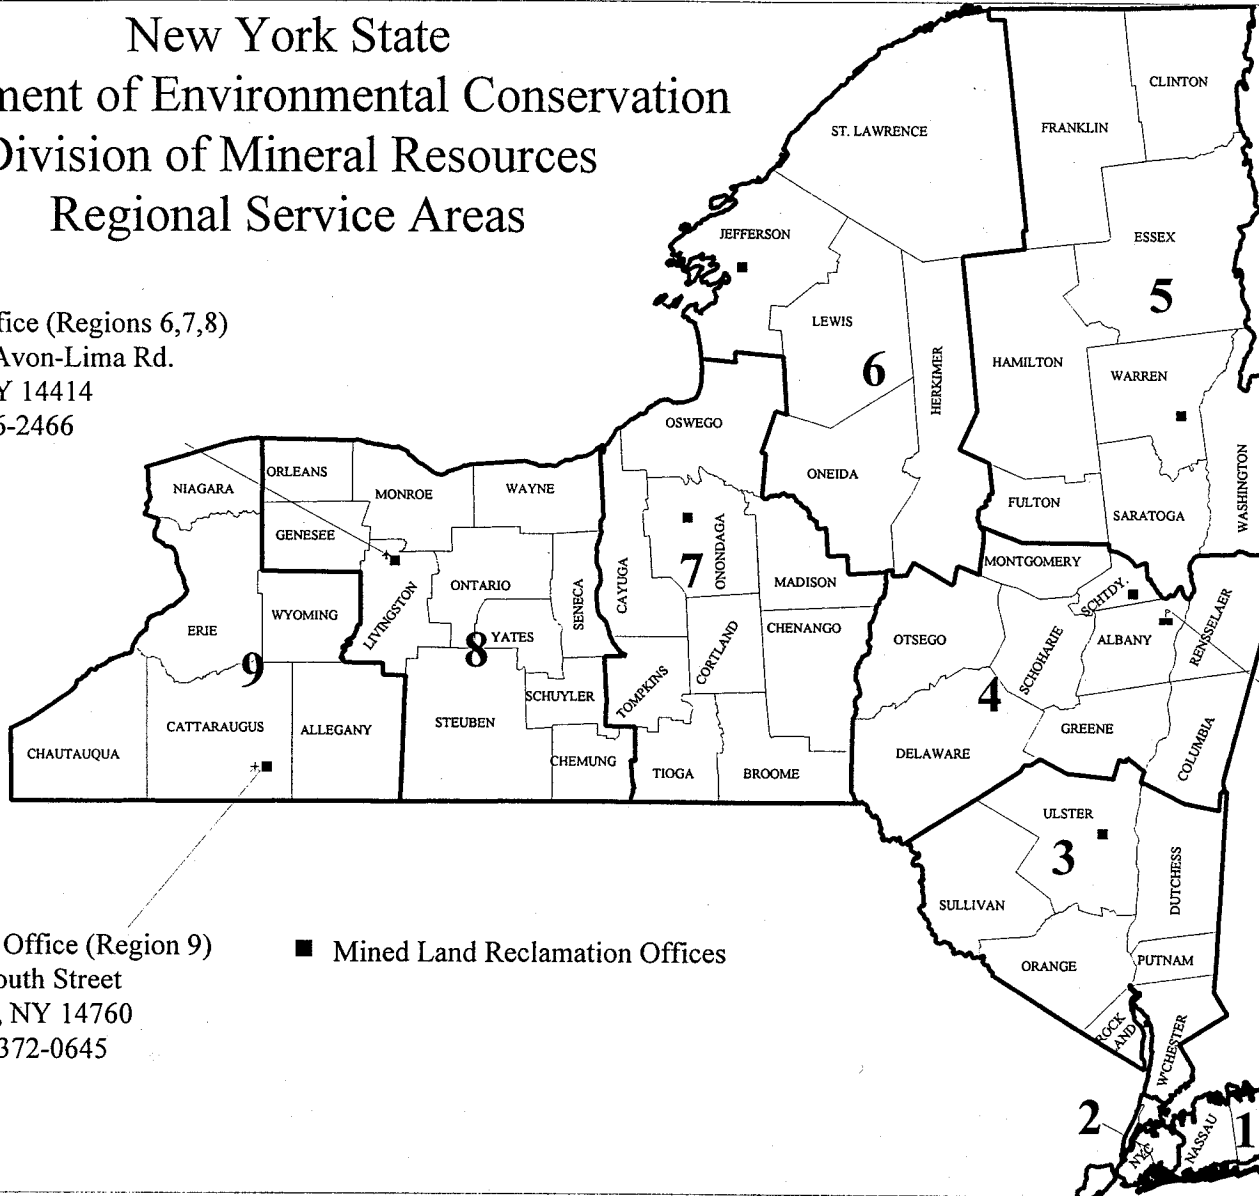 New York State
ment of Environmental Conservation
Division of Mineral Resources
Regional Service Areas
fice (Regions 6,7,8)
Avon-Lima Rd.
Y 14414
6-2466
CLINTON
ST. LAWRENCE
FRANKLIN
JEFFERSON
ESSEX
5
LEWIS
6
HERKIMER
HAMILTON
WARREN
OSWEGO
WASHINGTON
ONEIDA
FULTON
SARATOGA
NIAGARA
ORLEANS
MONROE
WAYNE
GENESEE
ONTARIO
SENECA
CAYUGA
7
ONONDAGA
MADISON
MONTGOMERY
SCHTDY.
WYOMING
LIVINGSTON
ERIE
9
8
YATES
CORTLAND
CHENANGO
OTSEGO
SCHOHARIE
ALBANY
RENSSELAER
4
SCHUYLER
TOMPKINS
CHAUTAUQUA
CATTARAUGUS
ALLEGANY
STEUBEN
CHEMUNG
TIOGA
BROOME
DELAWARE
GREENE
COLUMBIA
ULSTER
3
DUTCHESS
SULLIVAN
ORANGE
PUTNAM
ROCK
LAND
W'CHESTER
2
NYC
NASSAU
1
Office (Region 9)
outh Street
, NY 14760
372-0645
Mined Land Reclamation Offices